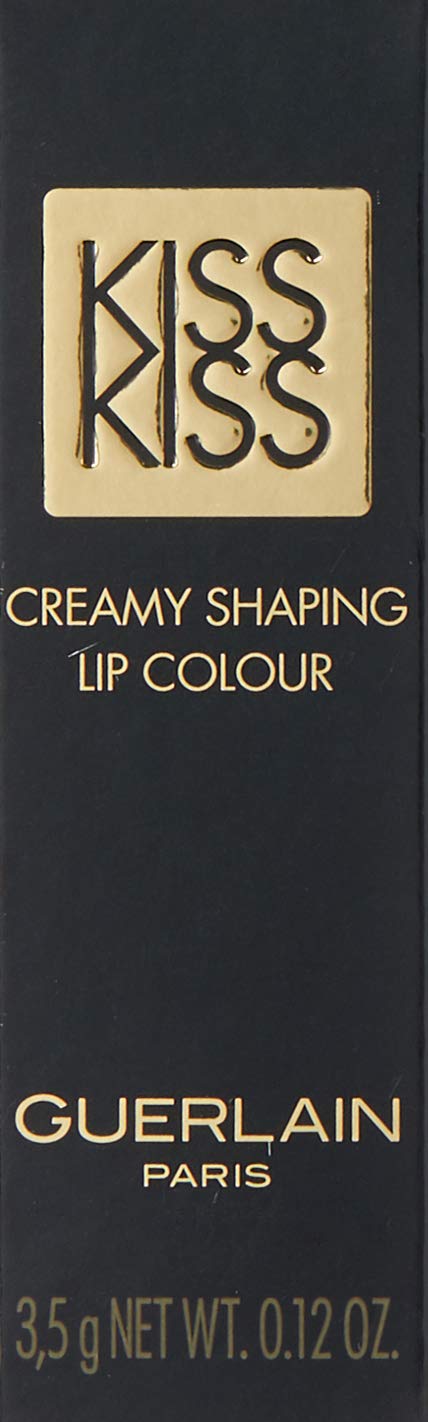 KISS
KISS
CREAMY SHAPING
LIP COLOUR
GUERLAIN
PARIS
3,5 g NET WT. 0.12 OZ.